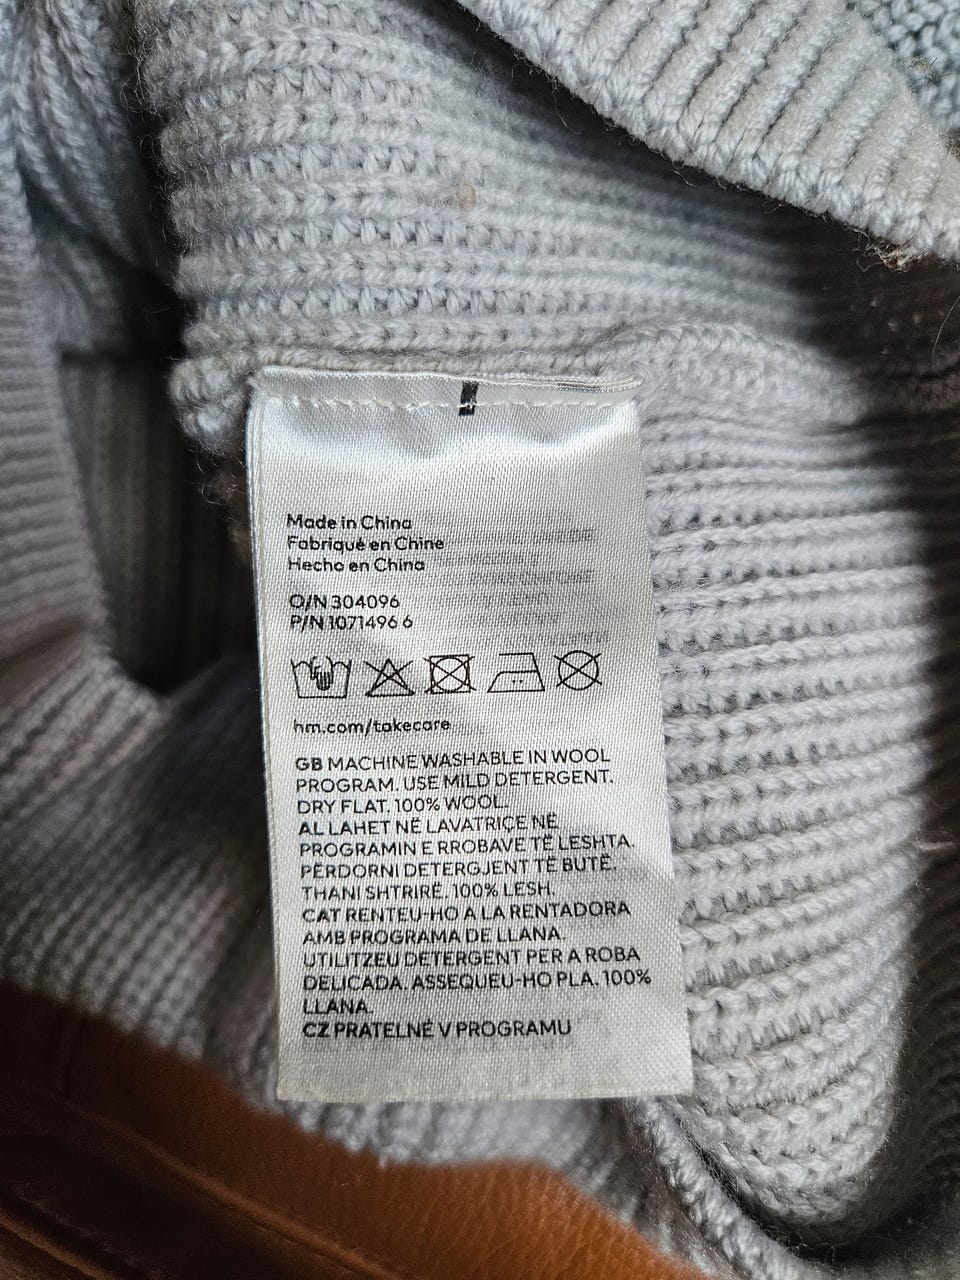 Made in China
Fabriqué en Chine
Hecho en China
O/N 304096
P/N 1071496 6
hm.com/takecare
GB MACHINE WASHABLE IN WOOL
PROGRAM. USE MILD DETERGENT.
DRY FLAT. 100% WOOL.
AL LAHET NË LAVATRIÇE NË
PROGRAMIN E RROBAVE TË LESHTA.
PËRDORNI DETERGJENT TË BUTË.
THANI SHTRIRË. 100% LESH.
CAT RENTEU-HO A LA RENTADORA
AMB PROGRAMA DE LLANA.
UTILITZEU DETERGENT PER A ROBA
DELICADA. ASSEQUEU-HO PLA. 100%
LLANA.
CZ PRATELNÉ V PROGRAMU